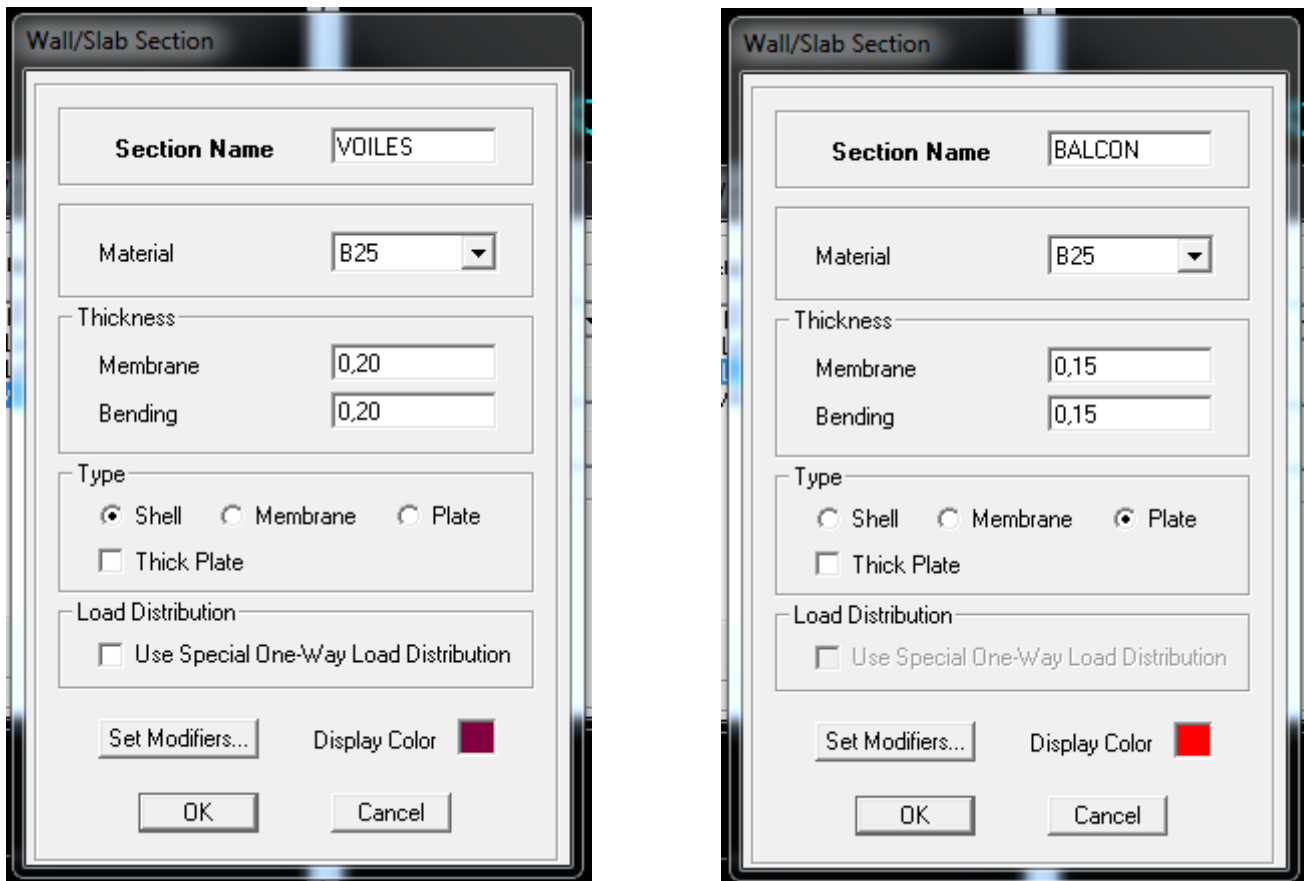 Wall/Slab Section
Section Name VOILES
Material B25
Thickness
Membrane 0,20
Bending 0,20
Type
Shell Membrane Plate
Thick Plate
Load Distribution
Use Special One-Way Load Distribution
Set Modifiers... Display Color
OK Cancel
Wall/Slab Section
Section Name BALCON
Material B25
Thickness
Membrane 0,15
Bending 0,15
Type
Shell Membrane Plate
Thick Plate
Load Distribution
Use Special One-Way Load Distribution
Set Modifiers... Display Color
OK Cancel